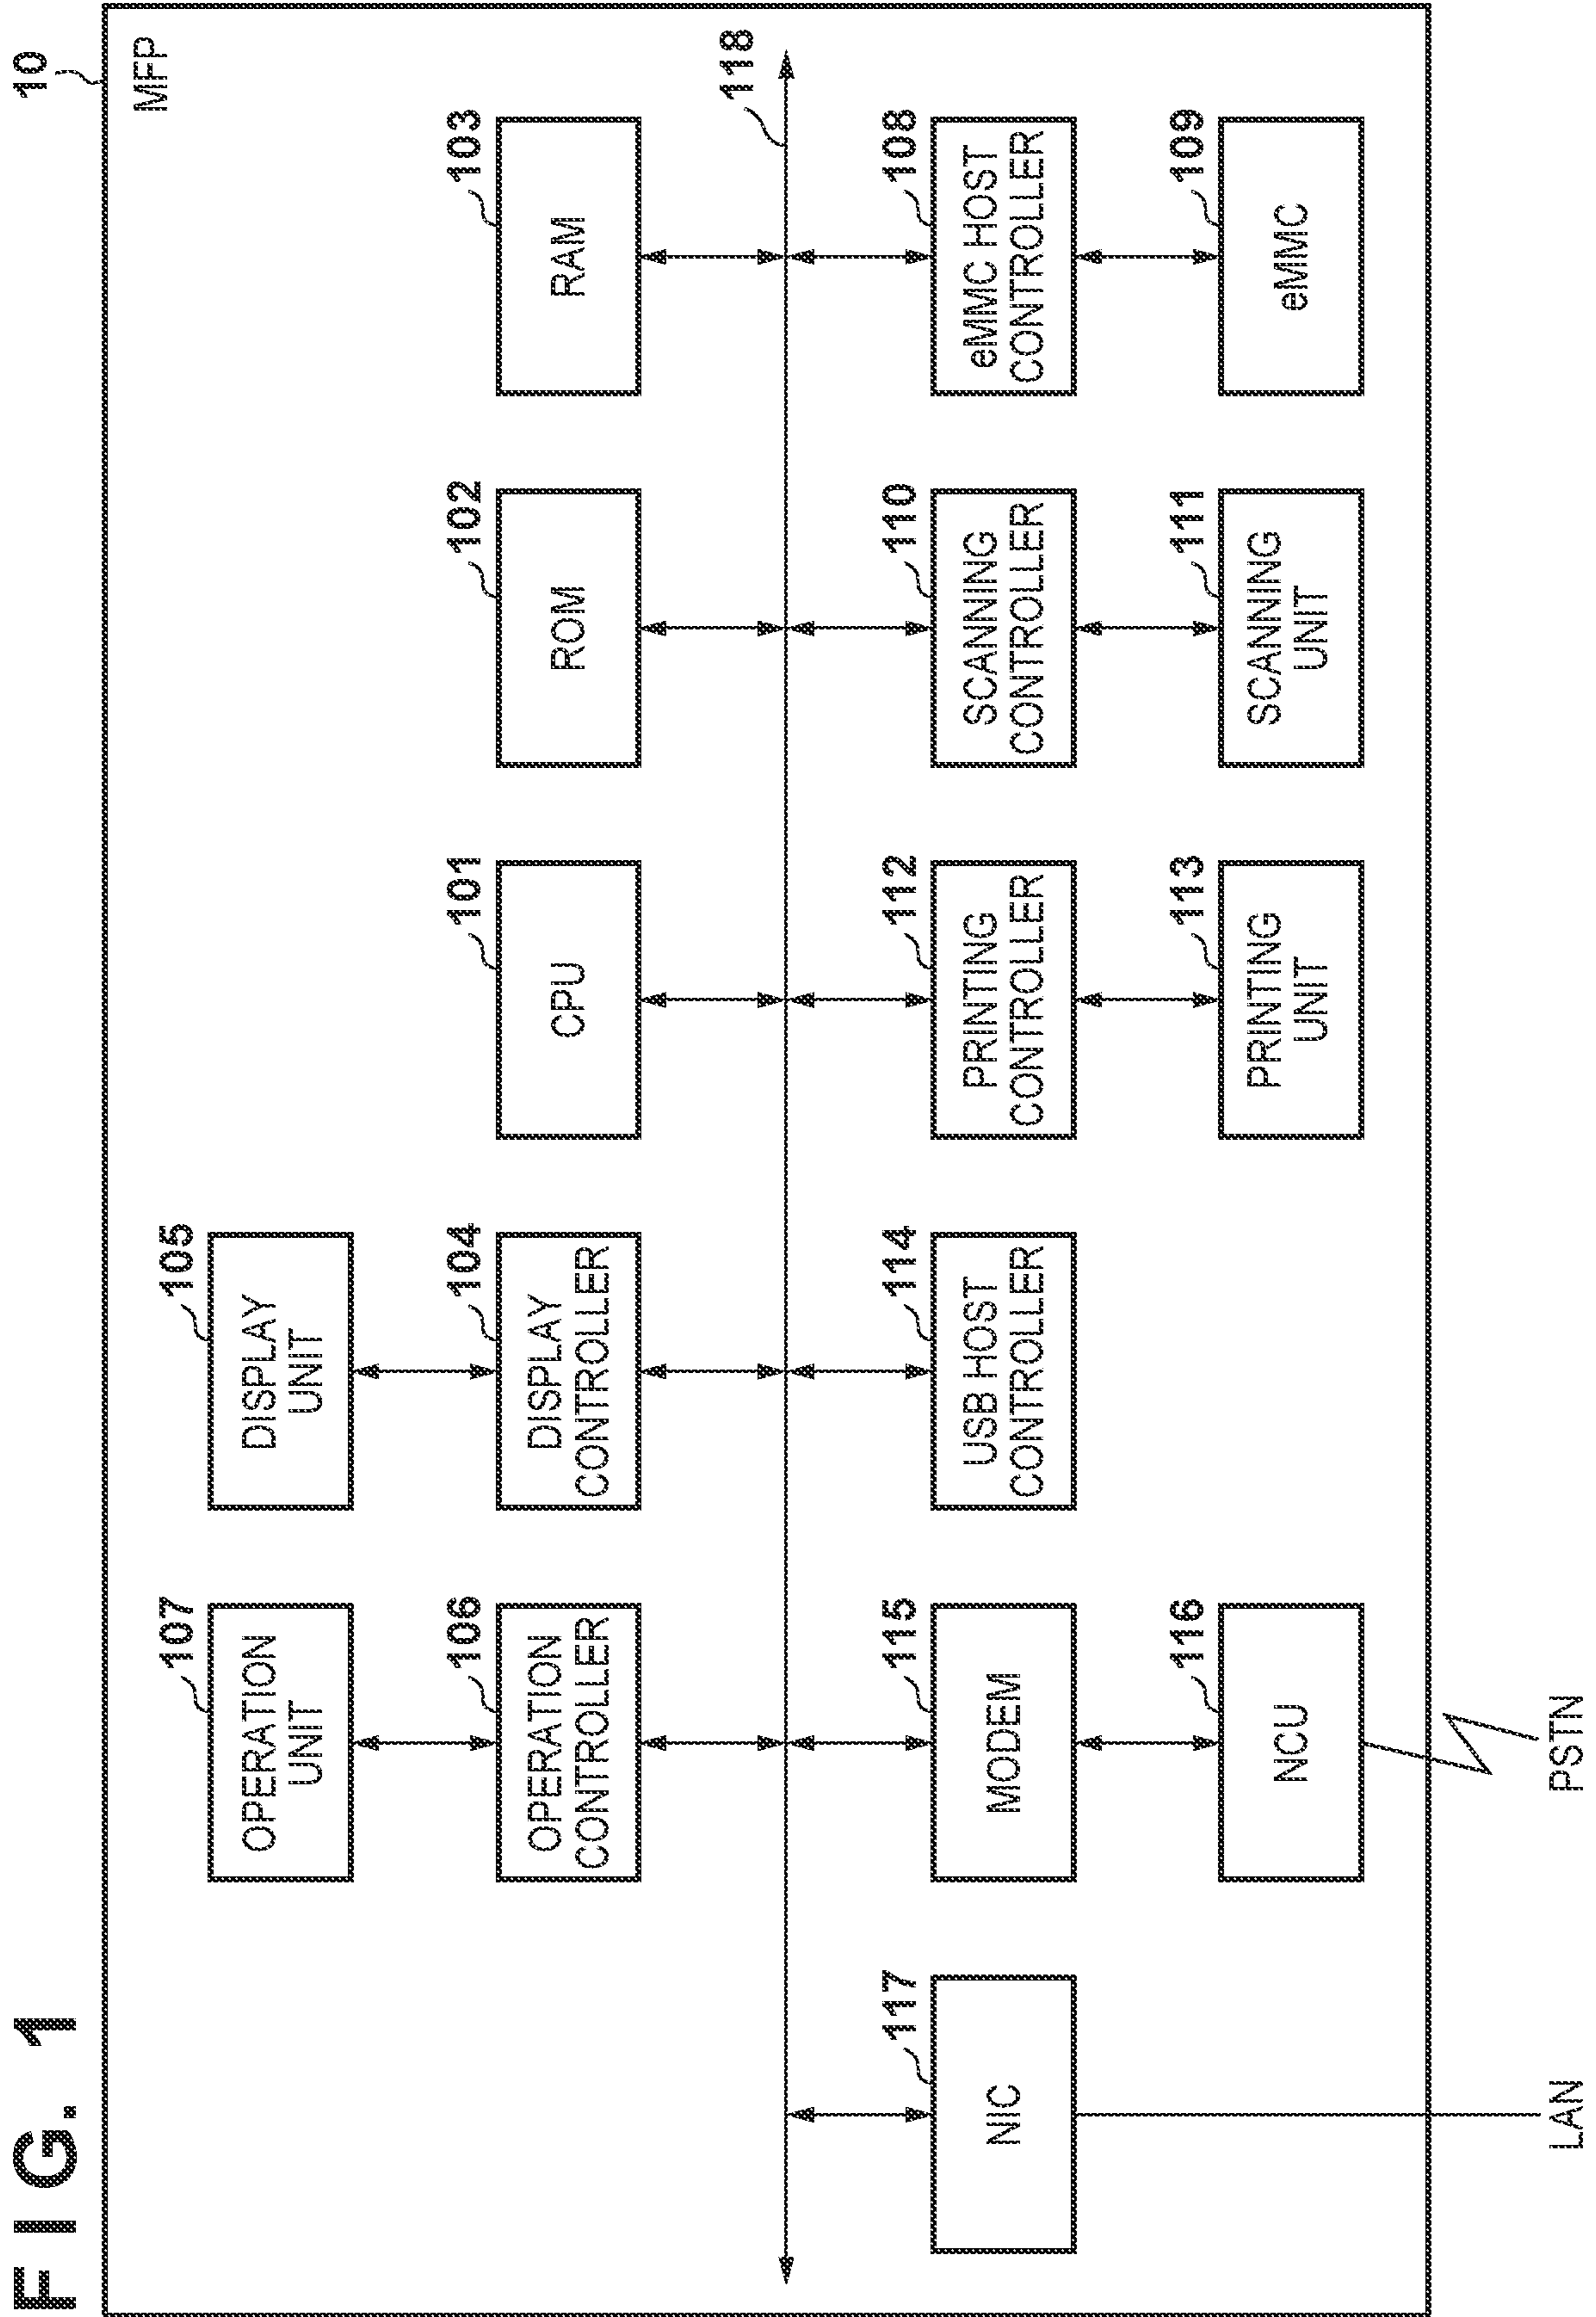 FIG. 1
10
MFP
107
OPERATION
UNIT
105
DISPLAY
UNIT
106
OPERATION
CONTROLLER
104
DISPLAY
CONTROLLER
101
CPU
102
ROM
103
RAM
118
117
NIC
115
MODEM
114
USB HOST
CONTROLLER
112
PRINTING
CONTROLLER
110
SCANNING
CONTROLLER
108
eMMC HOST
CONTROLLER
116
NCU
113
PRINTING
UNIT
111
SCANNING
UNIT
109
eMMC
LAN
PSTN